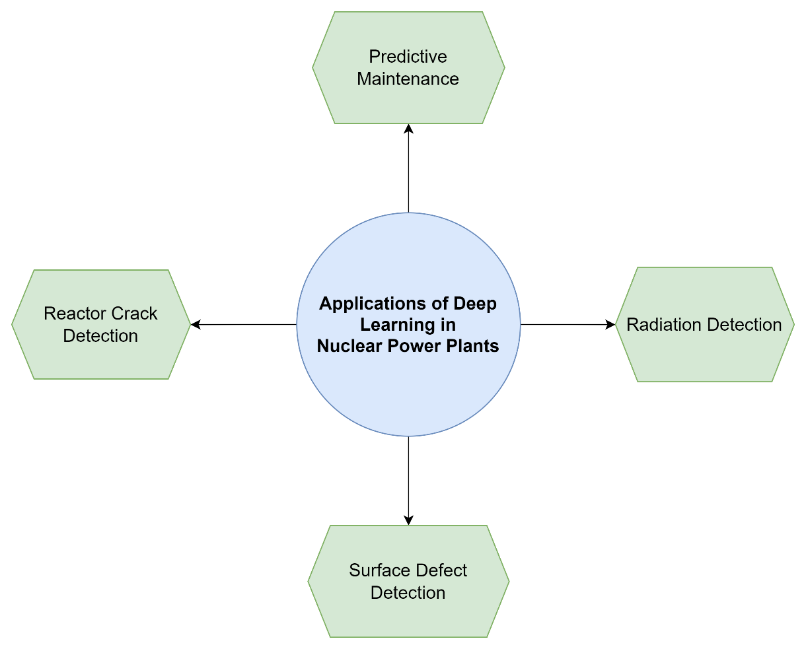 Predictive
Maintenance
Reactor Crack
Detection
Applications of Deep
Learning in
Nuclear Power Plants
Radiation Detection
Surface Defect
Detection